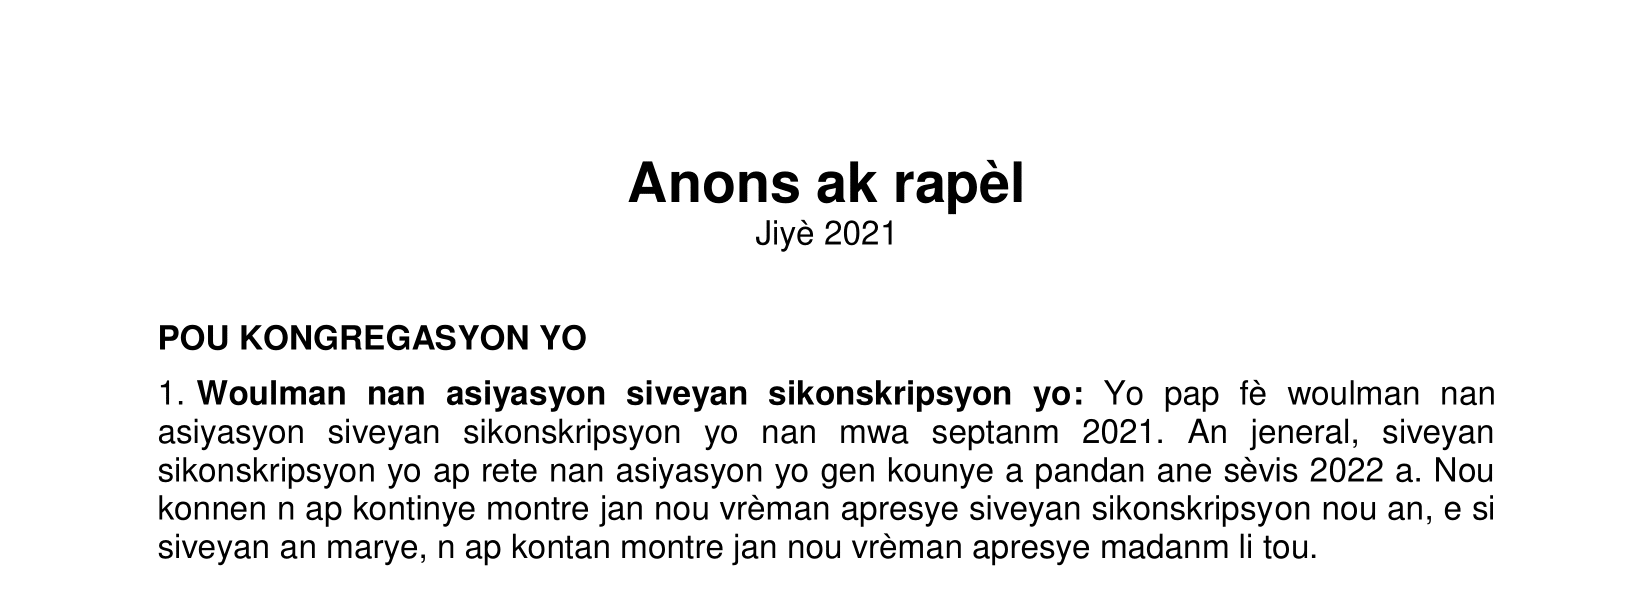 Anons ak rapèl
Jiyè 2021
POU KONGREGASYON YO
1. Woulman nan asiyasyon siveyan sikonskripsyon yo: Yo pap fè woulman nan
asiyasyon siveyan sikonskripsyon yo nan mwa septanm 2021. An jeneral, siveyan
sikonskripsyon yo ap rete nan asiyasyon yo gen kounye a pandan ane sèvis 2022 a. Nou
konnen n ap kontinye montre jan nou vrèman apresye siveyan sikonskripsyon nou an, e si
siveyan an marye, n ap kontan montre jan nou vrèman apresye madanm li tou.